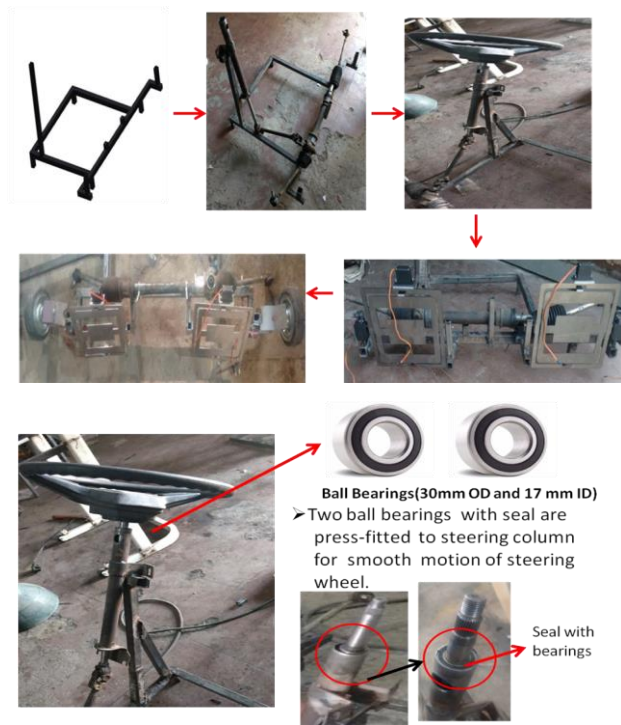 Ball Bearings(30mm OD and 17 mm ID)
➢Two ball bearings with seal are
press-fitted to steering column
for smooth motion of steering
wheel.
Seal with
bearings